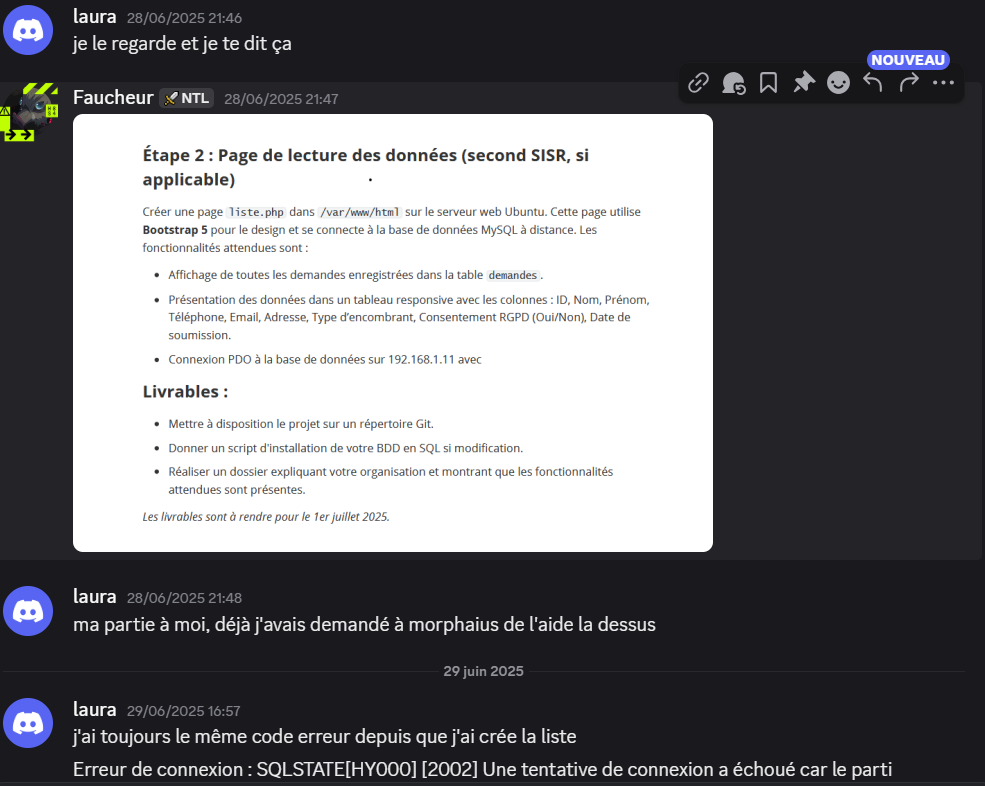 laura 28/06/2025 21:46
je le regarde et je te dit ça
NOUVEAU
Faucheur NTL 28/06/2025 21:47
Étape 2 : Page de lecture des données (second SISR, si
applicable)
Créer une page liste.php dans /var/www/html sur le serveur web Ubuntu. Cette page utilise
Bootstrap 5 pour le design et se connecte à la base de données MySQL à distance. Les
fonctionnalités attendues sont :
• Affichage de toutes les demandes enregistrées dans la table demandes.
• Présentation des données dans un tableau responsive avec les colonnes : ID, Nom, Prénom,
Téléphone, Email, Adresse, Type d'encombrant, Consentement RGPD (Oui/Non), Date de
soumission.
• Connexion PDO à la base de données sur 192.168.1.11 avec
Livrables :
• Mettre à disposition le projet sur un répertoire Git.
• Donner un script d'installation de votre BDD en SQL si modification.
• Réaliser un dossier expliquant votre organisation et montrant que les fonctionnalités
attendues sont présentes.
Les livrables sont à rendre pour le 1er juillet 2025.
laura 28/06/2025 21:48
ma partie à moi, déjà j'avais demandé à morphaius de l'aide la dessus
29 juin 2025
laura 29/06/2025 16:57
j'ai toujours le même code erreur depuis que j'ai crée la liste
Erreur de connexion : SQLSTATE[HY000] [2002] Une tentative de connexion a échoué car le parti